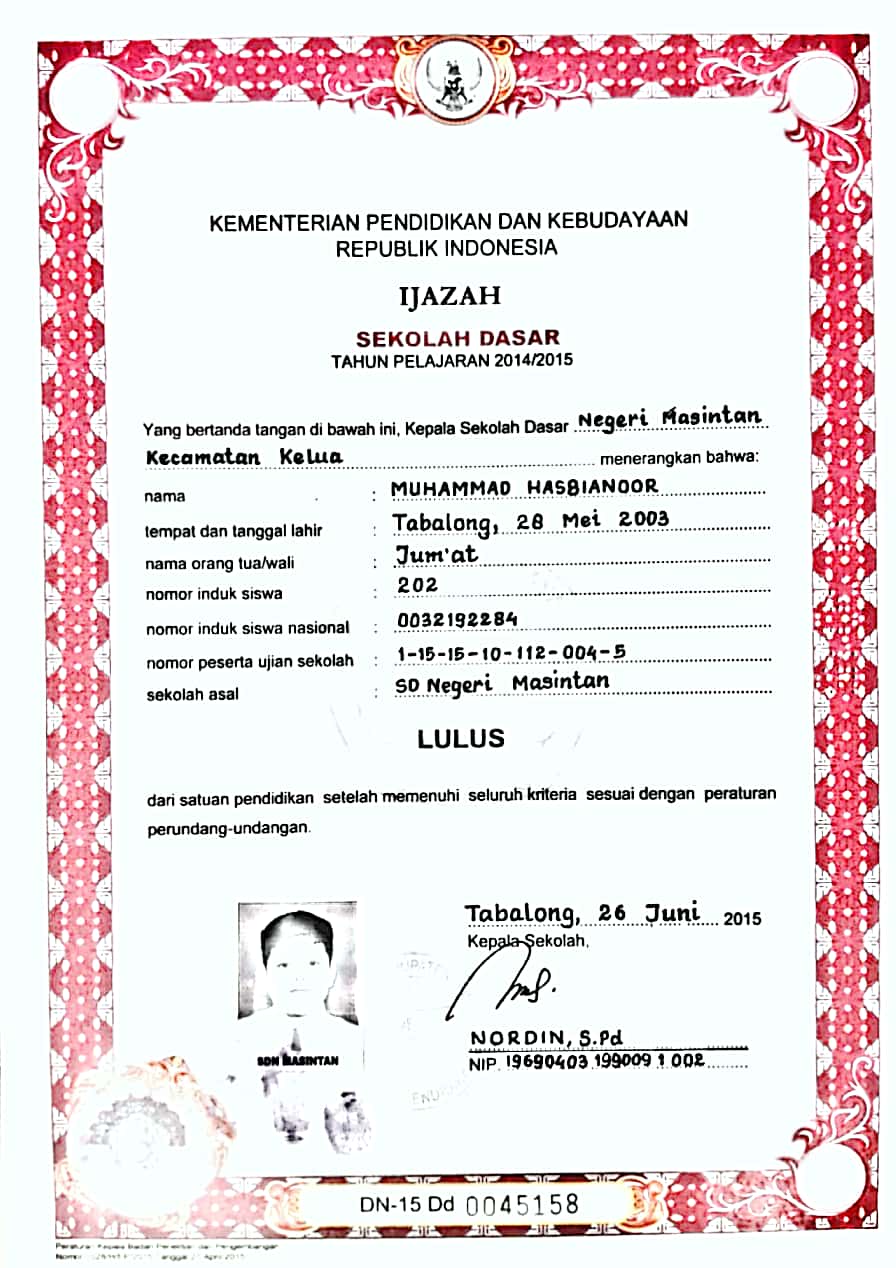 KEMENTERIAN PENDIDIKAN DAN KEBUDAYAAN
REPUBLIK INDONESIA
IJAZAH
SEKOLAH DASAR
TAHUN PELAJARAN 2014/2015
Yang bertanda tangan di bawah ini, Kepala Sekolah Dasar Negeri Masintan
Kecamatan Kelua menerangkan bahwa:
nama : MUHAMMAD HASBIANOOR
tempat dan tanggal lahir : Tabalong, 28 Mei 2003
nama orang tua/wali : Jum'at
nomor induk siswa : 202
nomor induk siswa nasional : 0032192284
nomor peserta ujian sekolah : 1-15-15-10-112-004-5
sekolah asal : SD Negeri Masintan
LULUS
dari satuan pendidikan setelah memenuhi seluruh kriteria sesuai dengan peraturan
perundang-undangan.
Tabalong, 26 Juni 2015
Kepala Sekolah,
SDN MASINTAN
NORDIN, S.Pd
NIP. 19690403 199009 1 002
DN-15 Dd 0045158
Peraturan Kepala Badan Penelitian dan Pengembangan
Nomor